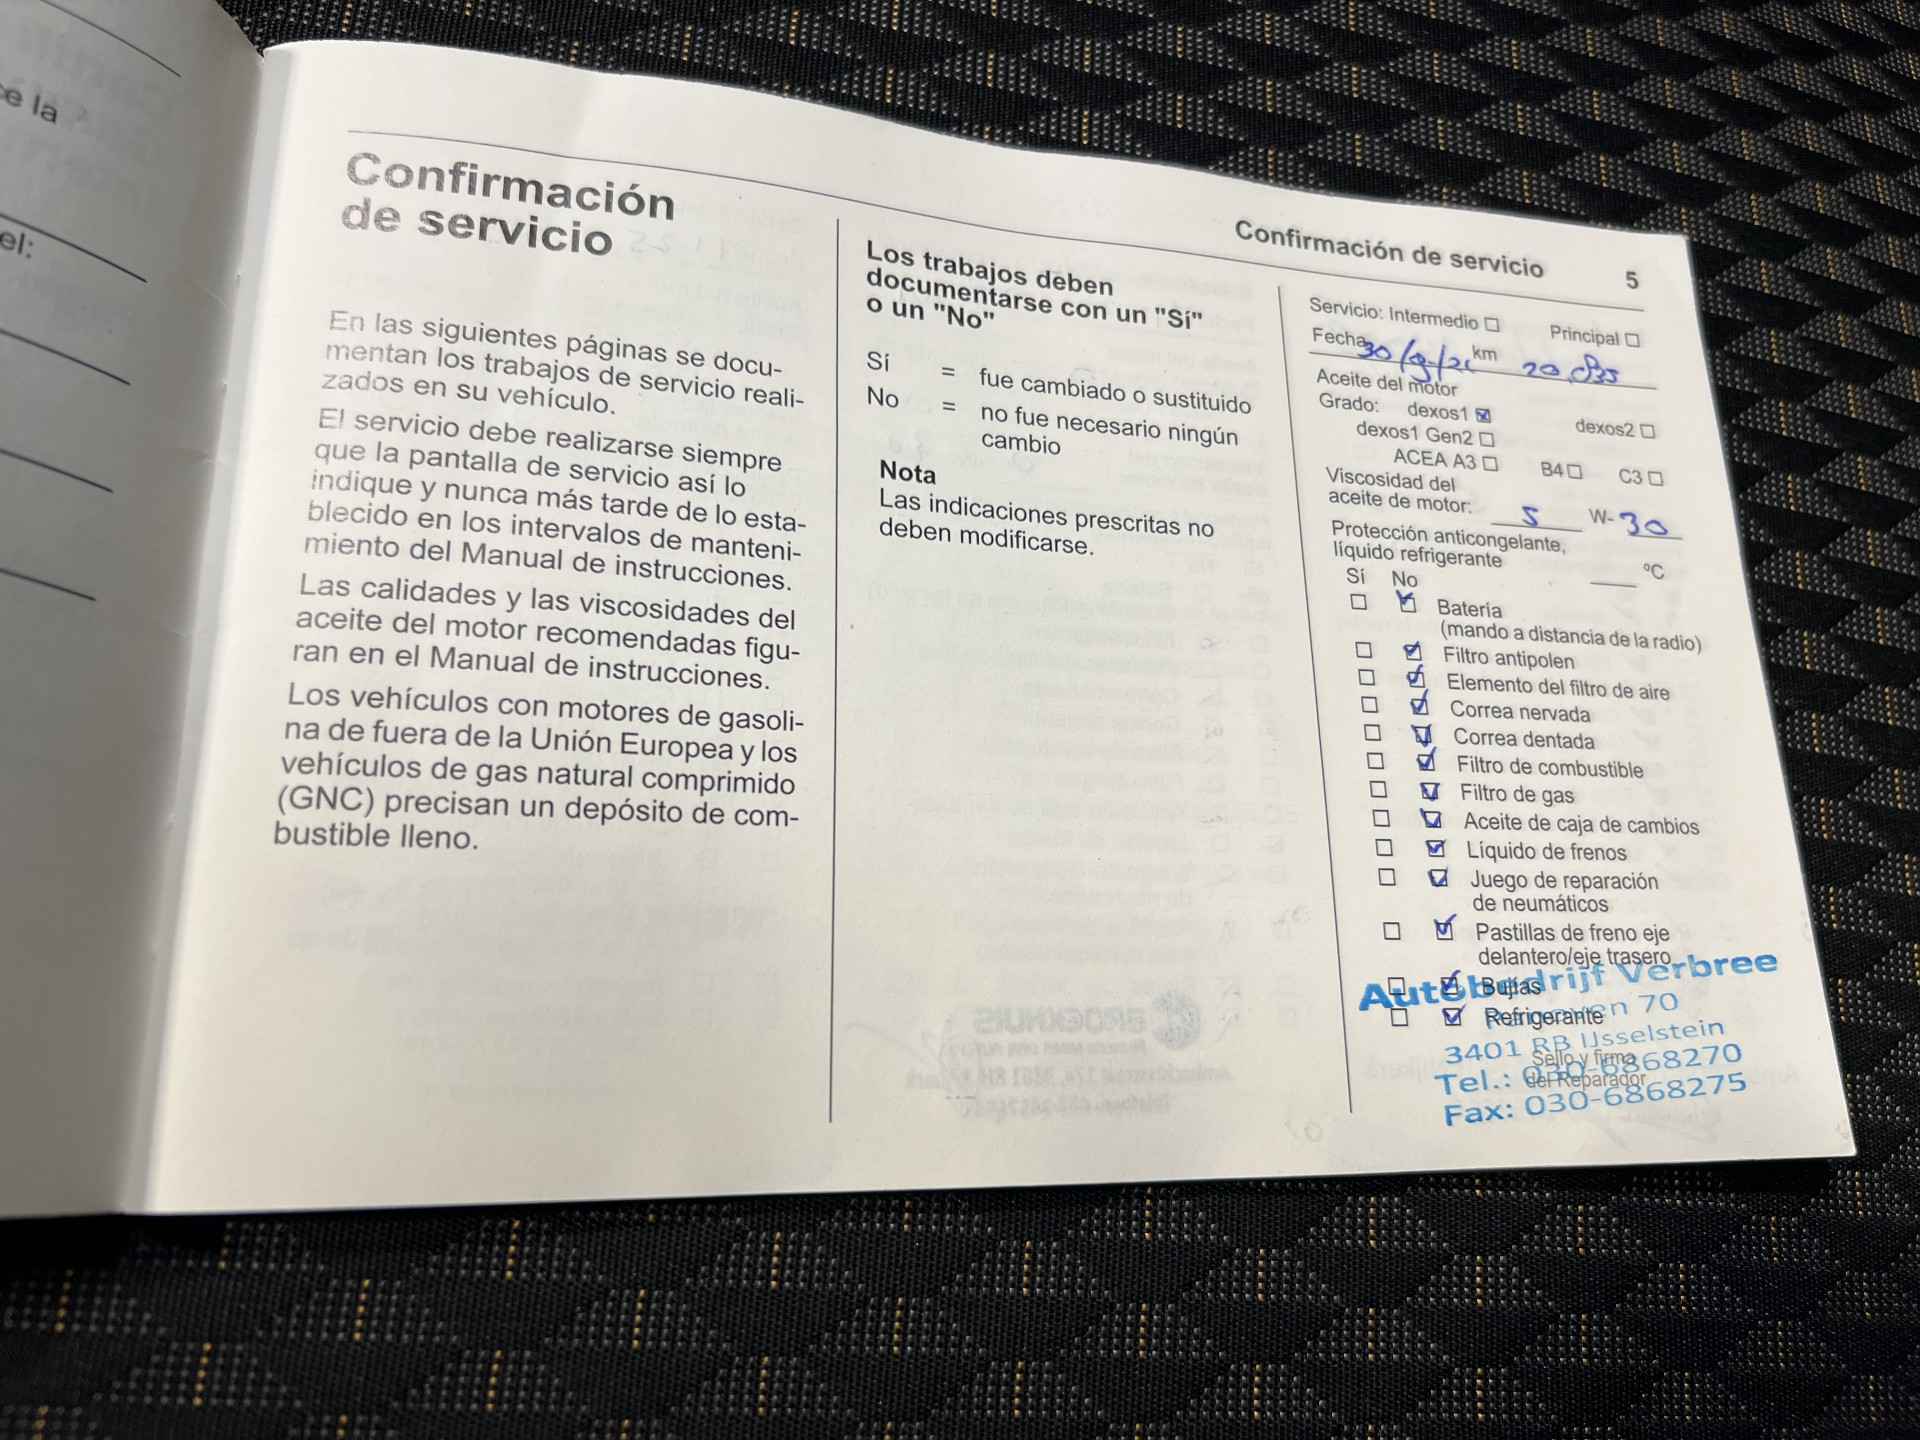 é la
el:
Confirmación
de servicio
En las siguientes páginas se docu-
mentan los trabajos de servicio reali-
zados en su vehículo.
El servicio debe realizarse siempre
que la pantalla de servicio así lo
indique y nunca más tarde de lo esta-
blecido en los intervalos de manteni-
miento del Manual de instrucciones.
Las calidades y las viscosidades del
aceite del motor recomendadas figu-
ran en el Manual de instrucciones.
Los vehículos con motores de gasoli-
na de fuera de la Unión Europea y los
vehículos de gas natural comprimido
(GNC) precisan un depósito de com-
bustible lleno.
Los trabajos deben
documentarse con un "Sí"
o un "No"
Sí = fue cambiado o sustituido
No = no fue necesario ningún
cambio
Nota
Las indicaciones prescritas no
deben modificarse.
Confirmación de servicio 5
Servicio: Intermedio Principal
Fecha km
Aceite del motor
Grado: dexos1 dexos2
dexos1 Gen2
ACEA A3 B4 C3
Viscosidad del
aceite de motor: 5 W- 30
Protección anticongelante,
líquido refrigerante ºC
Sí No
Batería
(mando a distancia de la radio)
Filtro antipolen
Elemento del filtro de aire
Correa nervada
Correa dentada
Filtro de combustible
Filtro de gas
Aceite de caja de cambios
Líquido de frenos
Juego de reparación
de neumáticos
Pastillas de freno eje
delantero/eje trasero
Bujías
Refrigerante
Sello y firma
del Reparador
Autobedrijf Verbree
70
3401 RB IJsselstein
Tel.: 030-6868270
Fax: 030-6868275